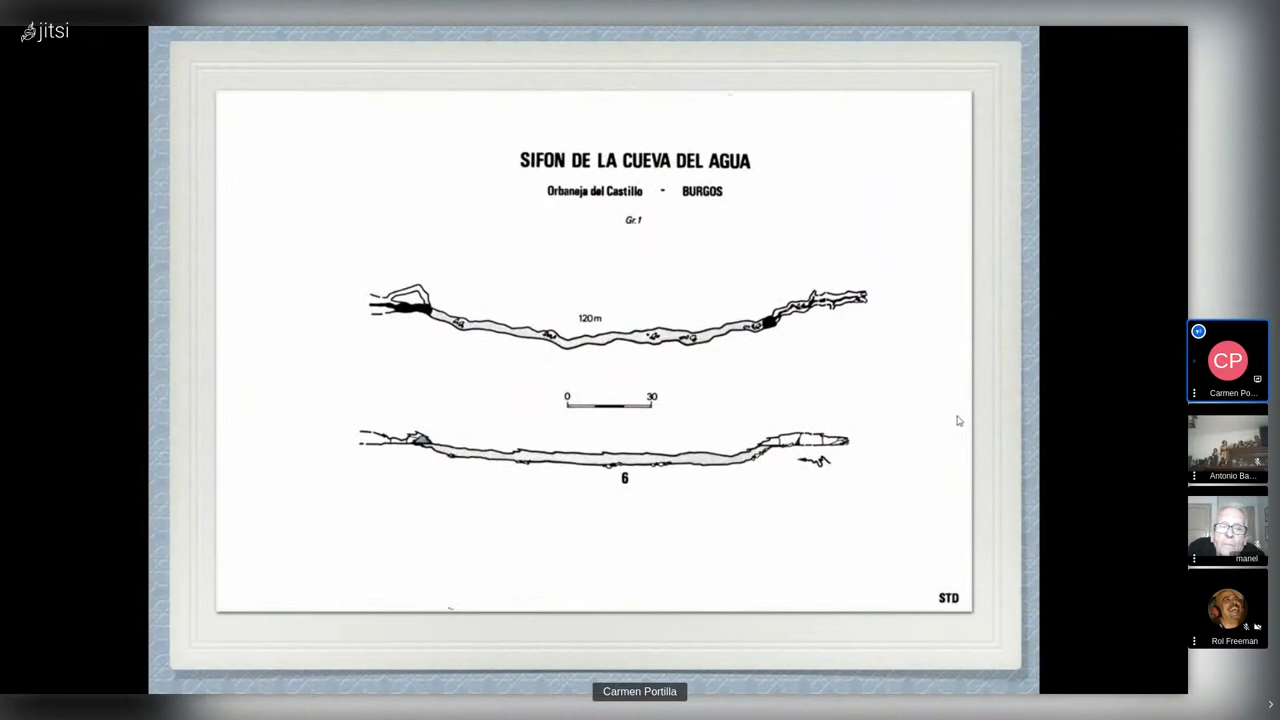 jitsi
SIFON DE LA CUEVA DEL AGUA
Orbaneja del Castillo - BURGOS
Gr. 1
120m
0 30
6
STD
CP
Carmen Po...
Antonio Ba...
manel
Rol Freeman
Carmen Portilla